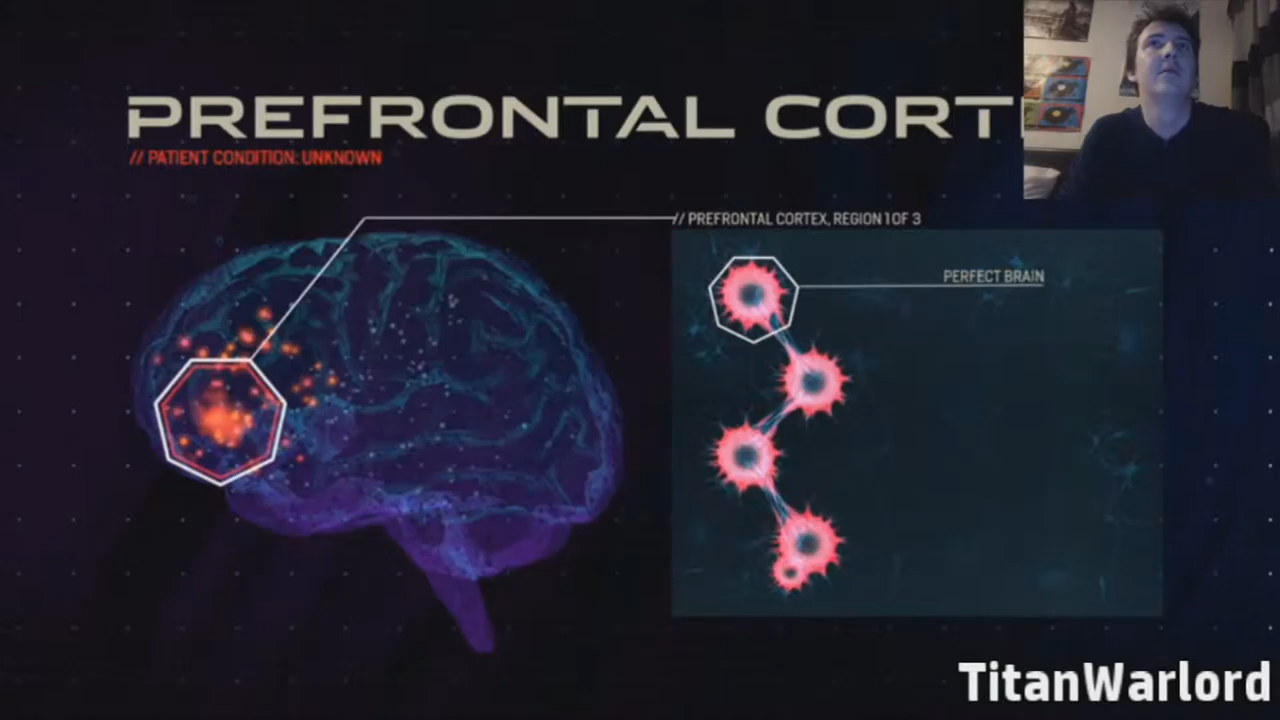 PREFRONTAL CORT
// PATIENT CONDITION: UNKNOWN
// PREFRONTAL CORTEX, REGION 1 OF 3
PERFECT BRAIN
TitanWarlord